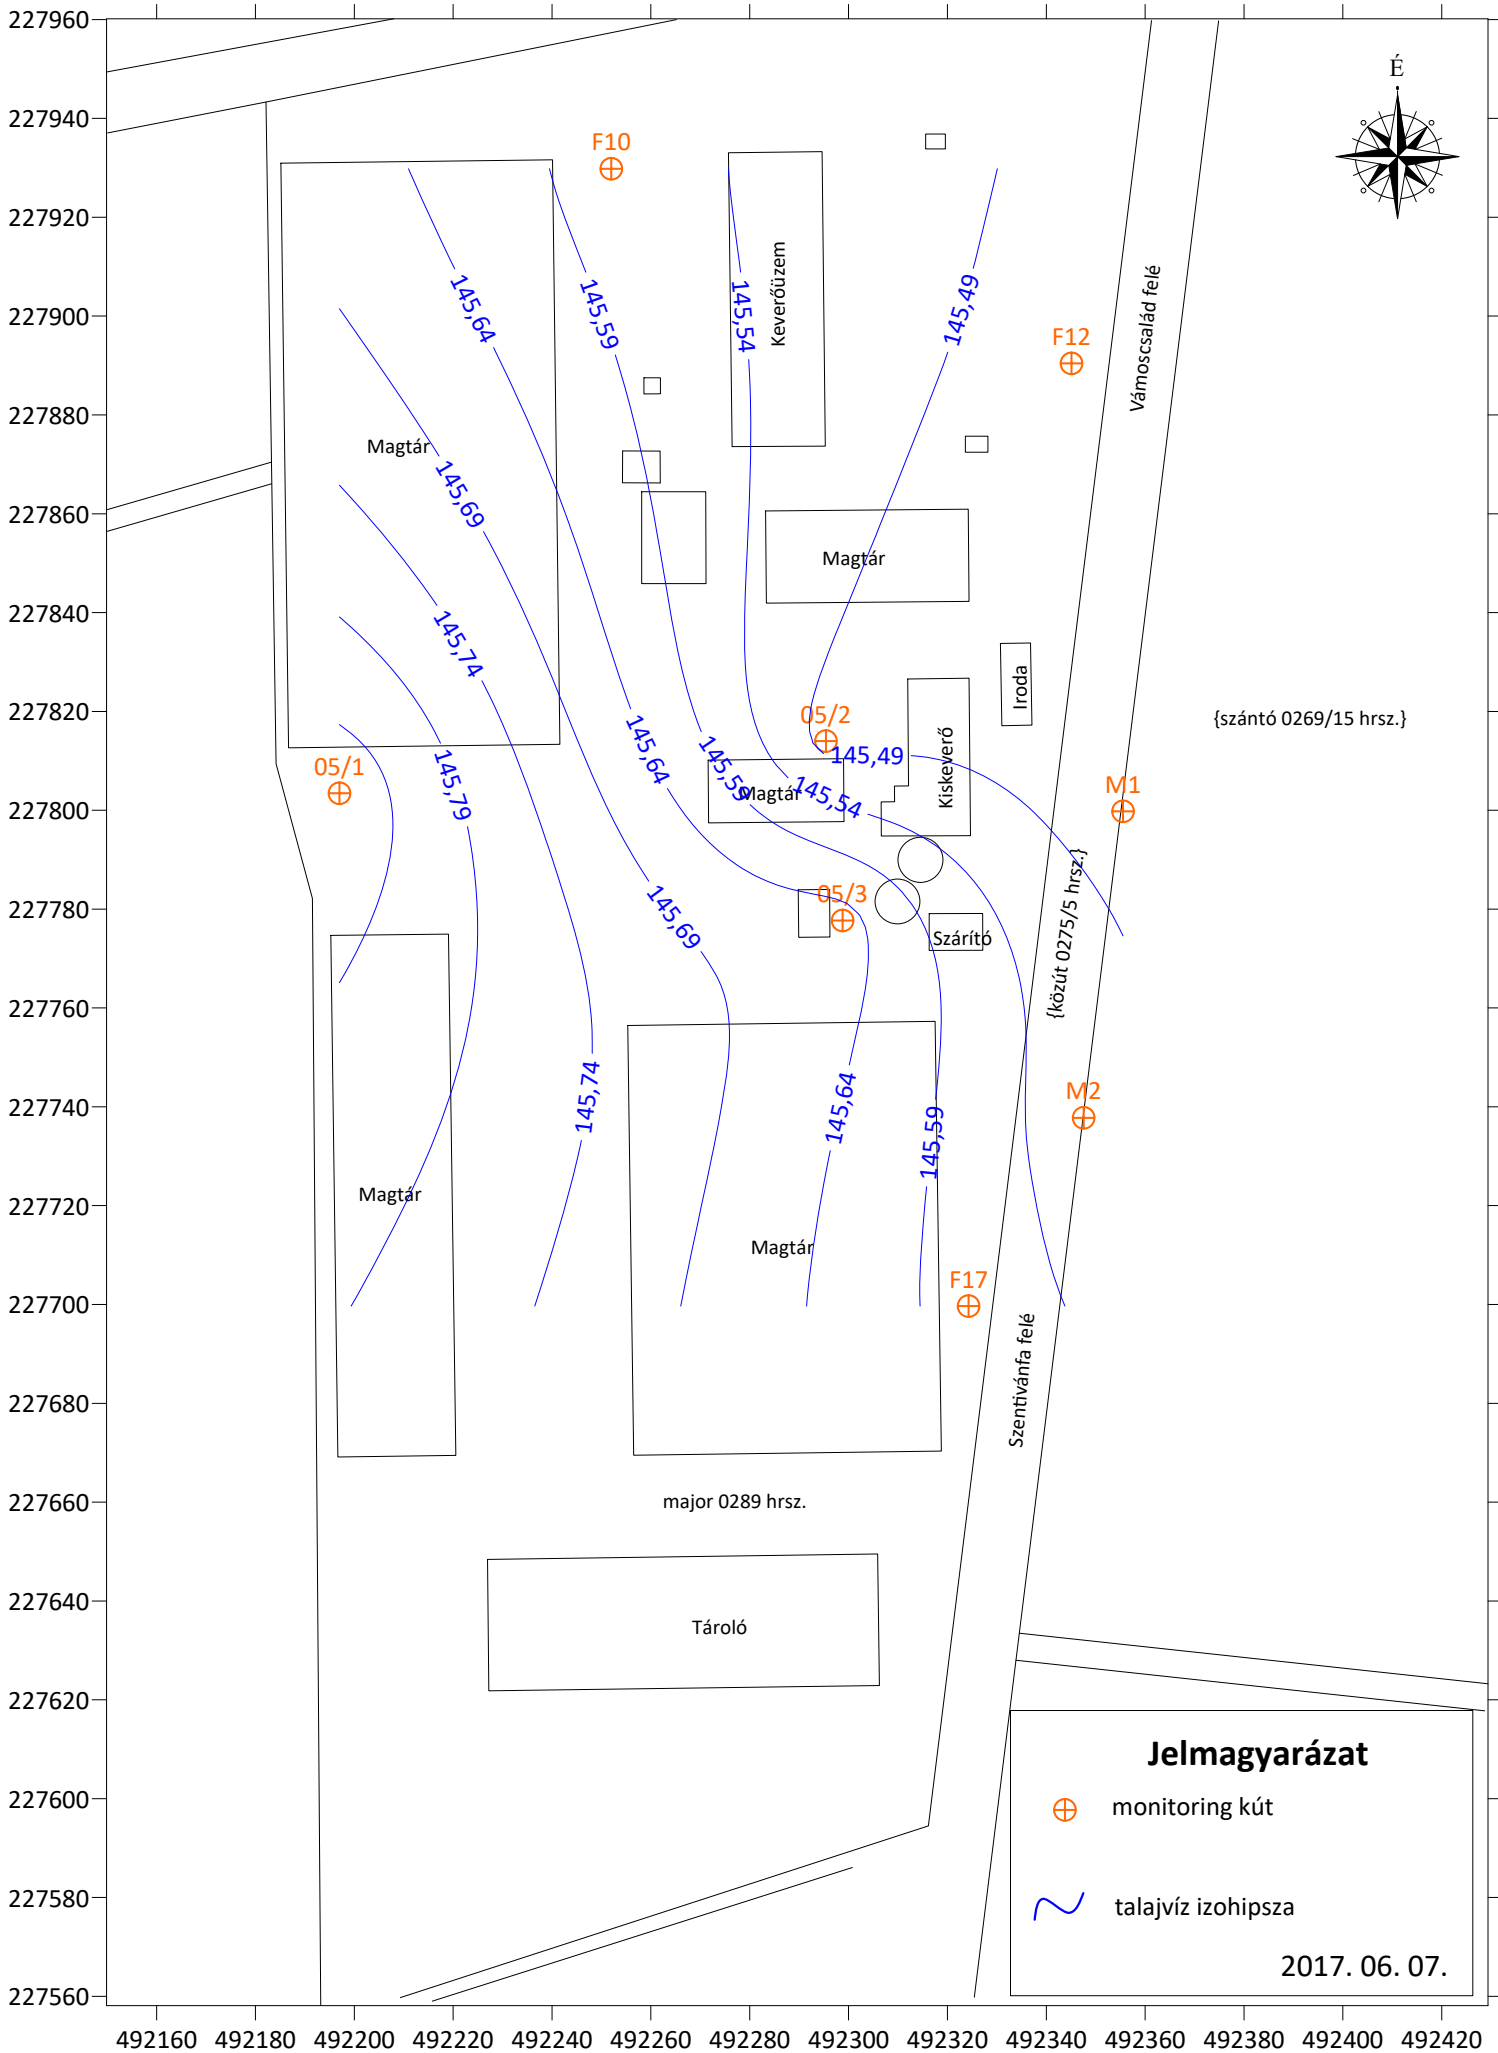 227960
227940
227920
227900
227880
227860
227840
227820
227800
227780
227760
227740
227720
227700
227680
227660
227640
227620
227600
227580
227560
É
F10
145,64
145,59
145,54
145,49
Keverőüzem
Vámoscsalád felé
F12
Magtár
145,69
Magtár
145,74
Iroda
05/2
{szántó 0269/15 hrsz.}
05/1
145,79
145,64
145,59
145,49
Kiskeverő
Magtár
145,54
M1
{közút 0275/5 hrsz.}
05/3
145,69
Szárító
145,74
145,64
145,59
M2
Magtár
Magtár
F17
Szentivánfa felé
major 0289 hrsz.
Tároló
Jelmagyarázat
monitoring kút
talajvíz izohipsza
2017. 06. 07.
492160 492180 492200 492220 492240 492260 492280 492300 492320 492340 492360 492380 492400 492420